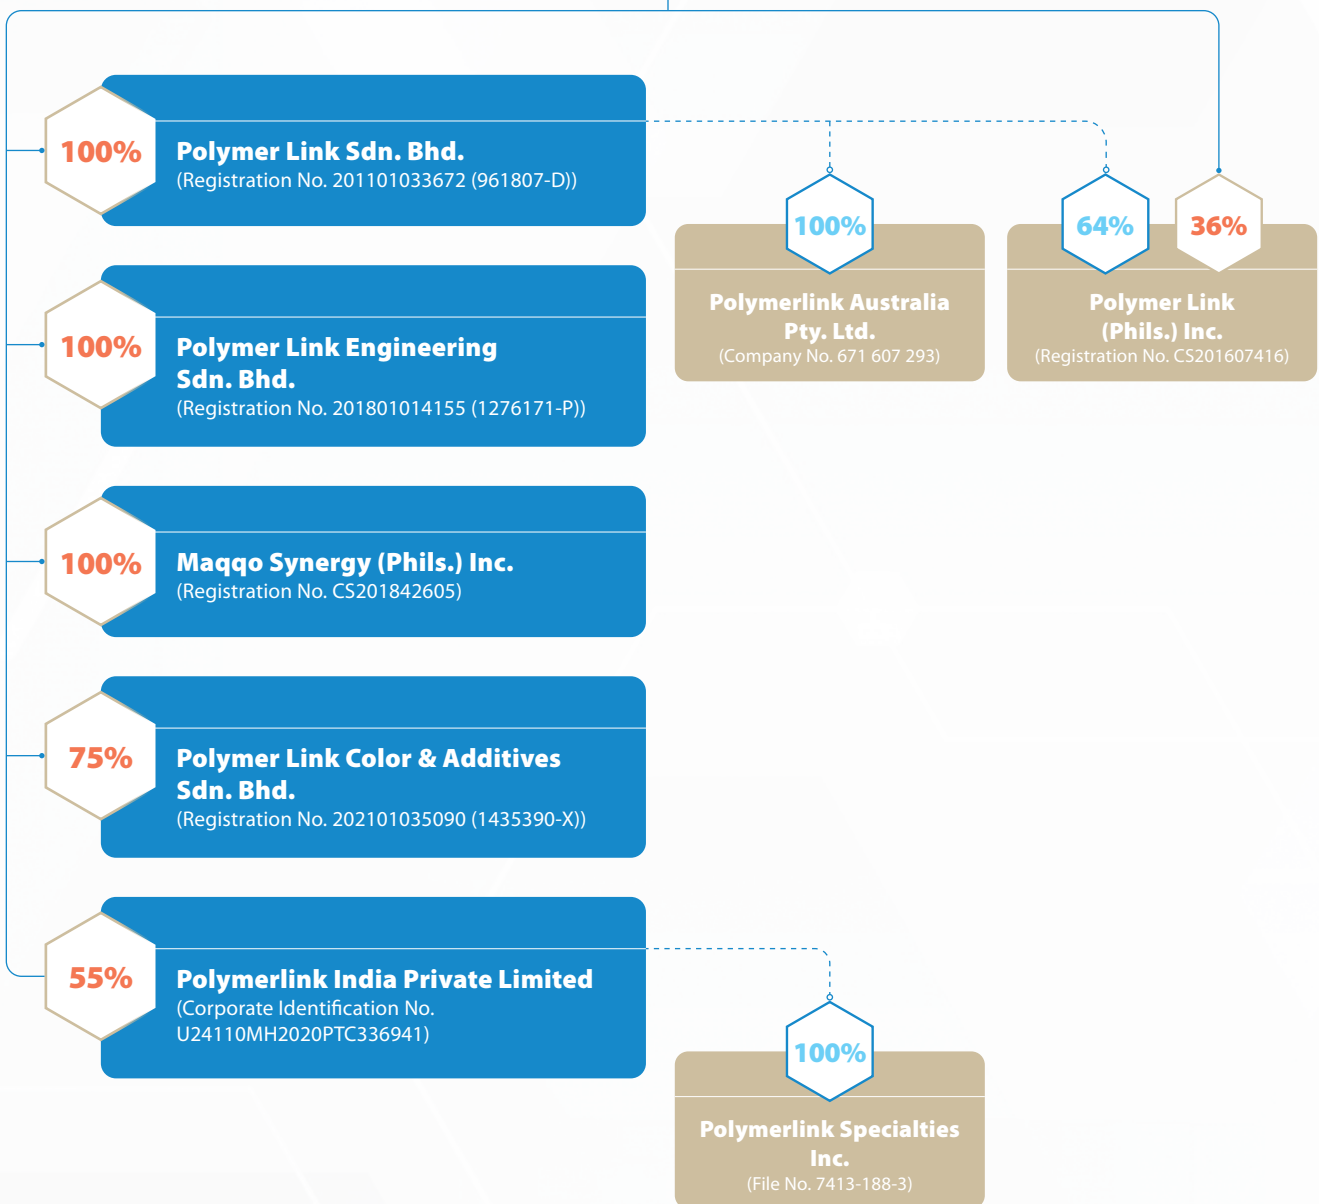 100%
Polymer Link Sdn. Bhd.
(Registration No. 201101033672 (961807-D))
100%
Polymerlink Australia
Pty. Ltd.
(Company No. 671 607 293)
64%
36%
Polymer Link
(Phils.) Inc.
(Registration No. CS201607416)
100%
Polymer Link Engineering
Sdn. Bhd.
(Registration No. 201801014155 (1276171-P))
100%
Maqqo Synergy (Phils.) Inc.
(Registration No. CS201842605)
75%
Polymer Link Color & Additives
Sdn. Bhd.
(Registration No. 202101035090 (1435390-X))
55%
Polymerlink India Private Limited
(Corporate Identification No.
U24110MH2020PTC336941)
100%
Polymerlink Specialties
Inc.
(File No. 7413-188-3)